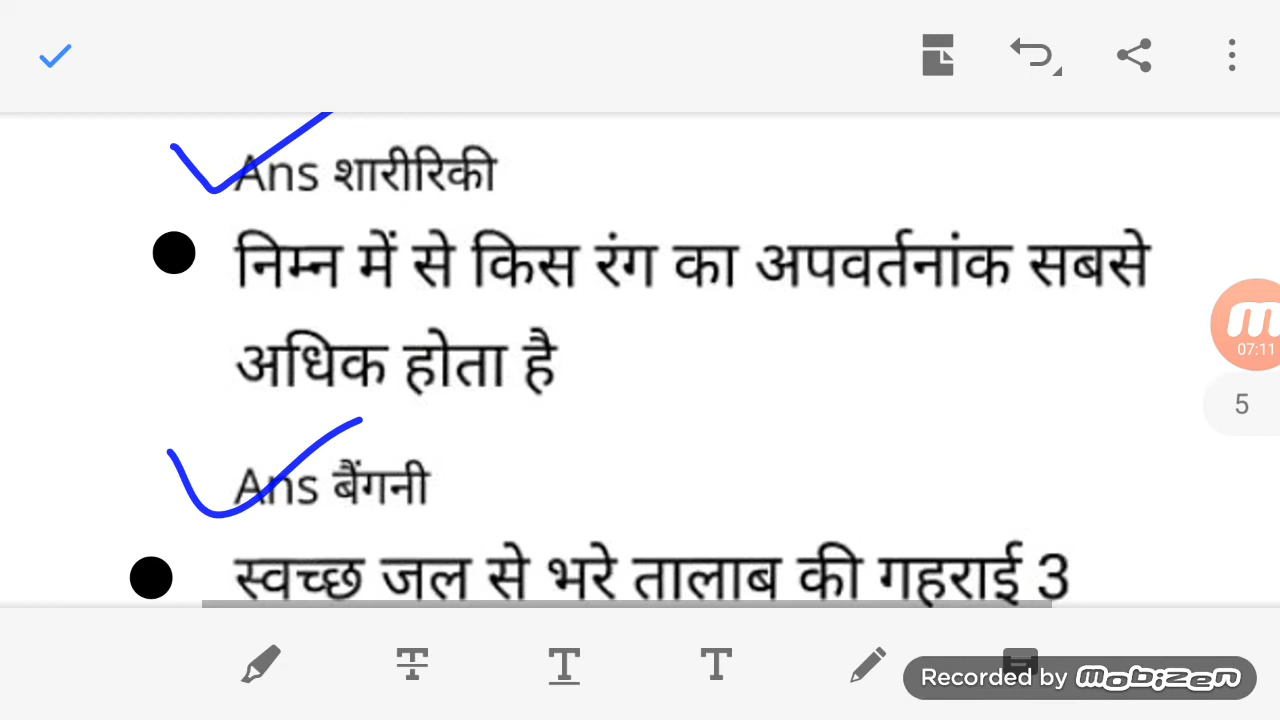 Ans शारीरिकी
निम्न में से किस रंग का अपवर्तनांक सबसे
अधिक होता है
07:11
5
Ans बैंगनी
स्वच्छ जल से भरे तालाब की गहराई 3
T T T
Recorded by mobizen